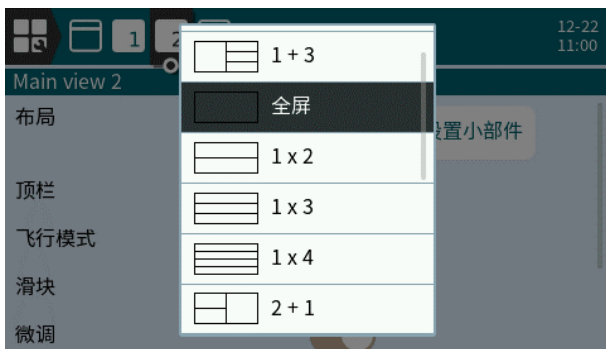 1
2
12-22
11:00
Main view 2
布局
设置小部件
顶栏
飞行模式
滑块
微调
1 + 3
全屏
1 x 2
1 x 3
1 x 4
2 + 1